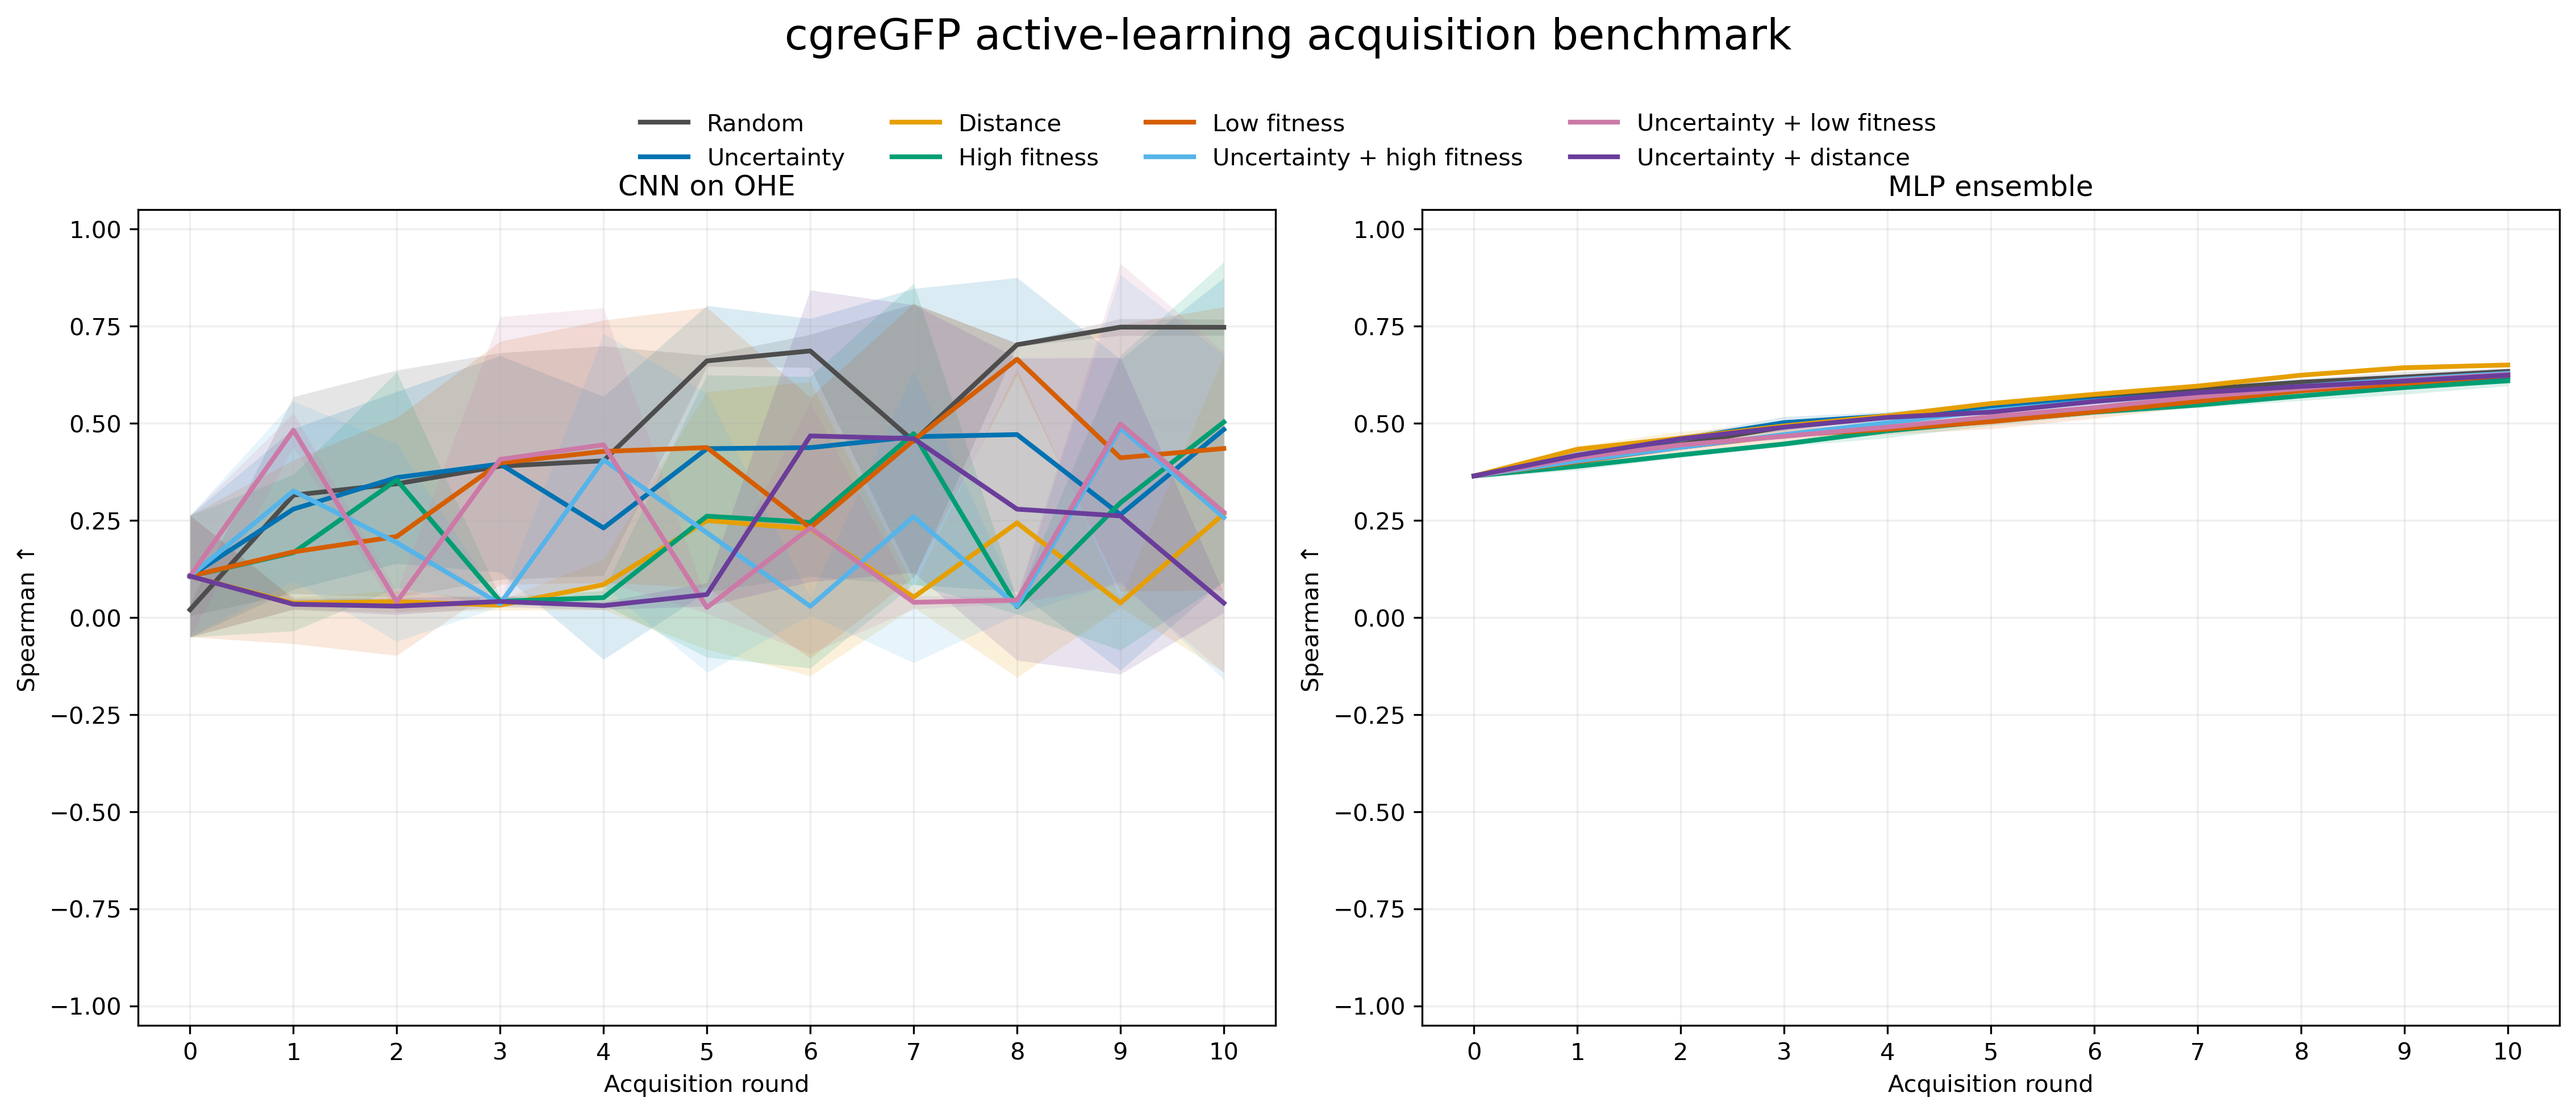 cgreGFP active-learning acquisition benchmark
Random
Uncertainty
Distance
High fitness
Low fitness
Uncertainty + high fitness
Uncertainty + low fitness
Uncertainty + distance
CNN on OHE
1.00
0.75
0.50
0.25
0.00
−0.25
−0.50
−0.75
−1.00
Spearman ↑
0 1 2 3 4 5 6 7 8 9 10
Acquisition round
MLP ensemble
1.00
0.75
0.50
0.25
0.00
−0.25
−0.50
−0.75
−1.00
Spearman ↑
0 1 2 3 4 5 6 7 8 9 10
Acquisition round